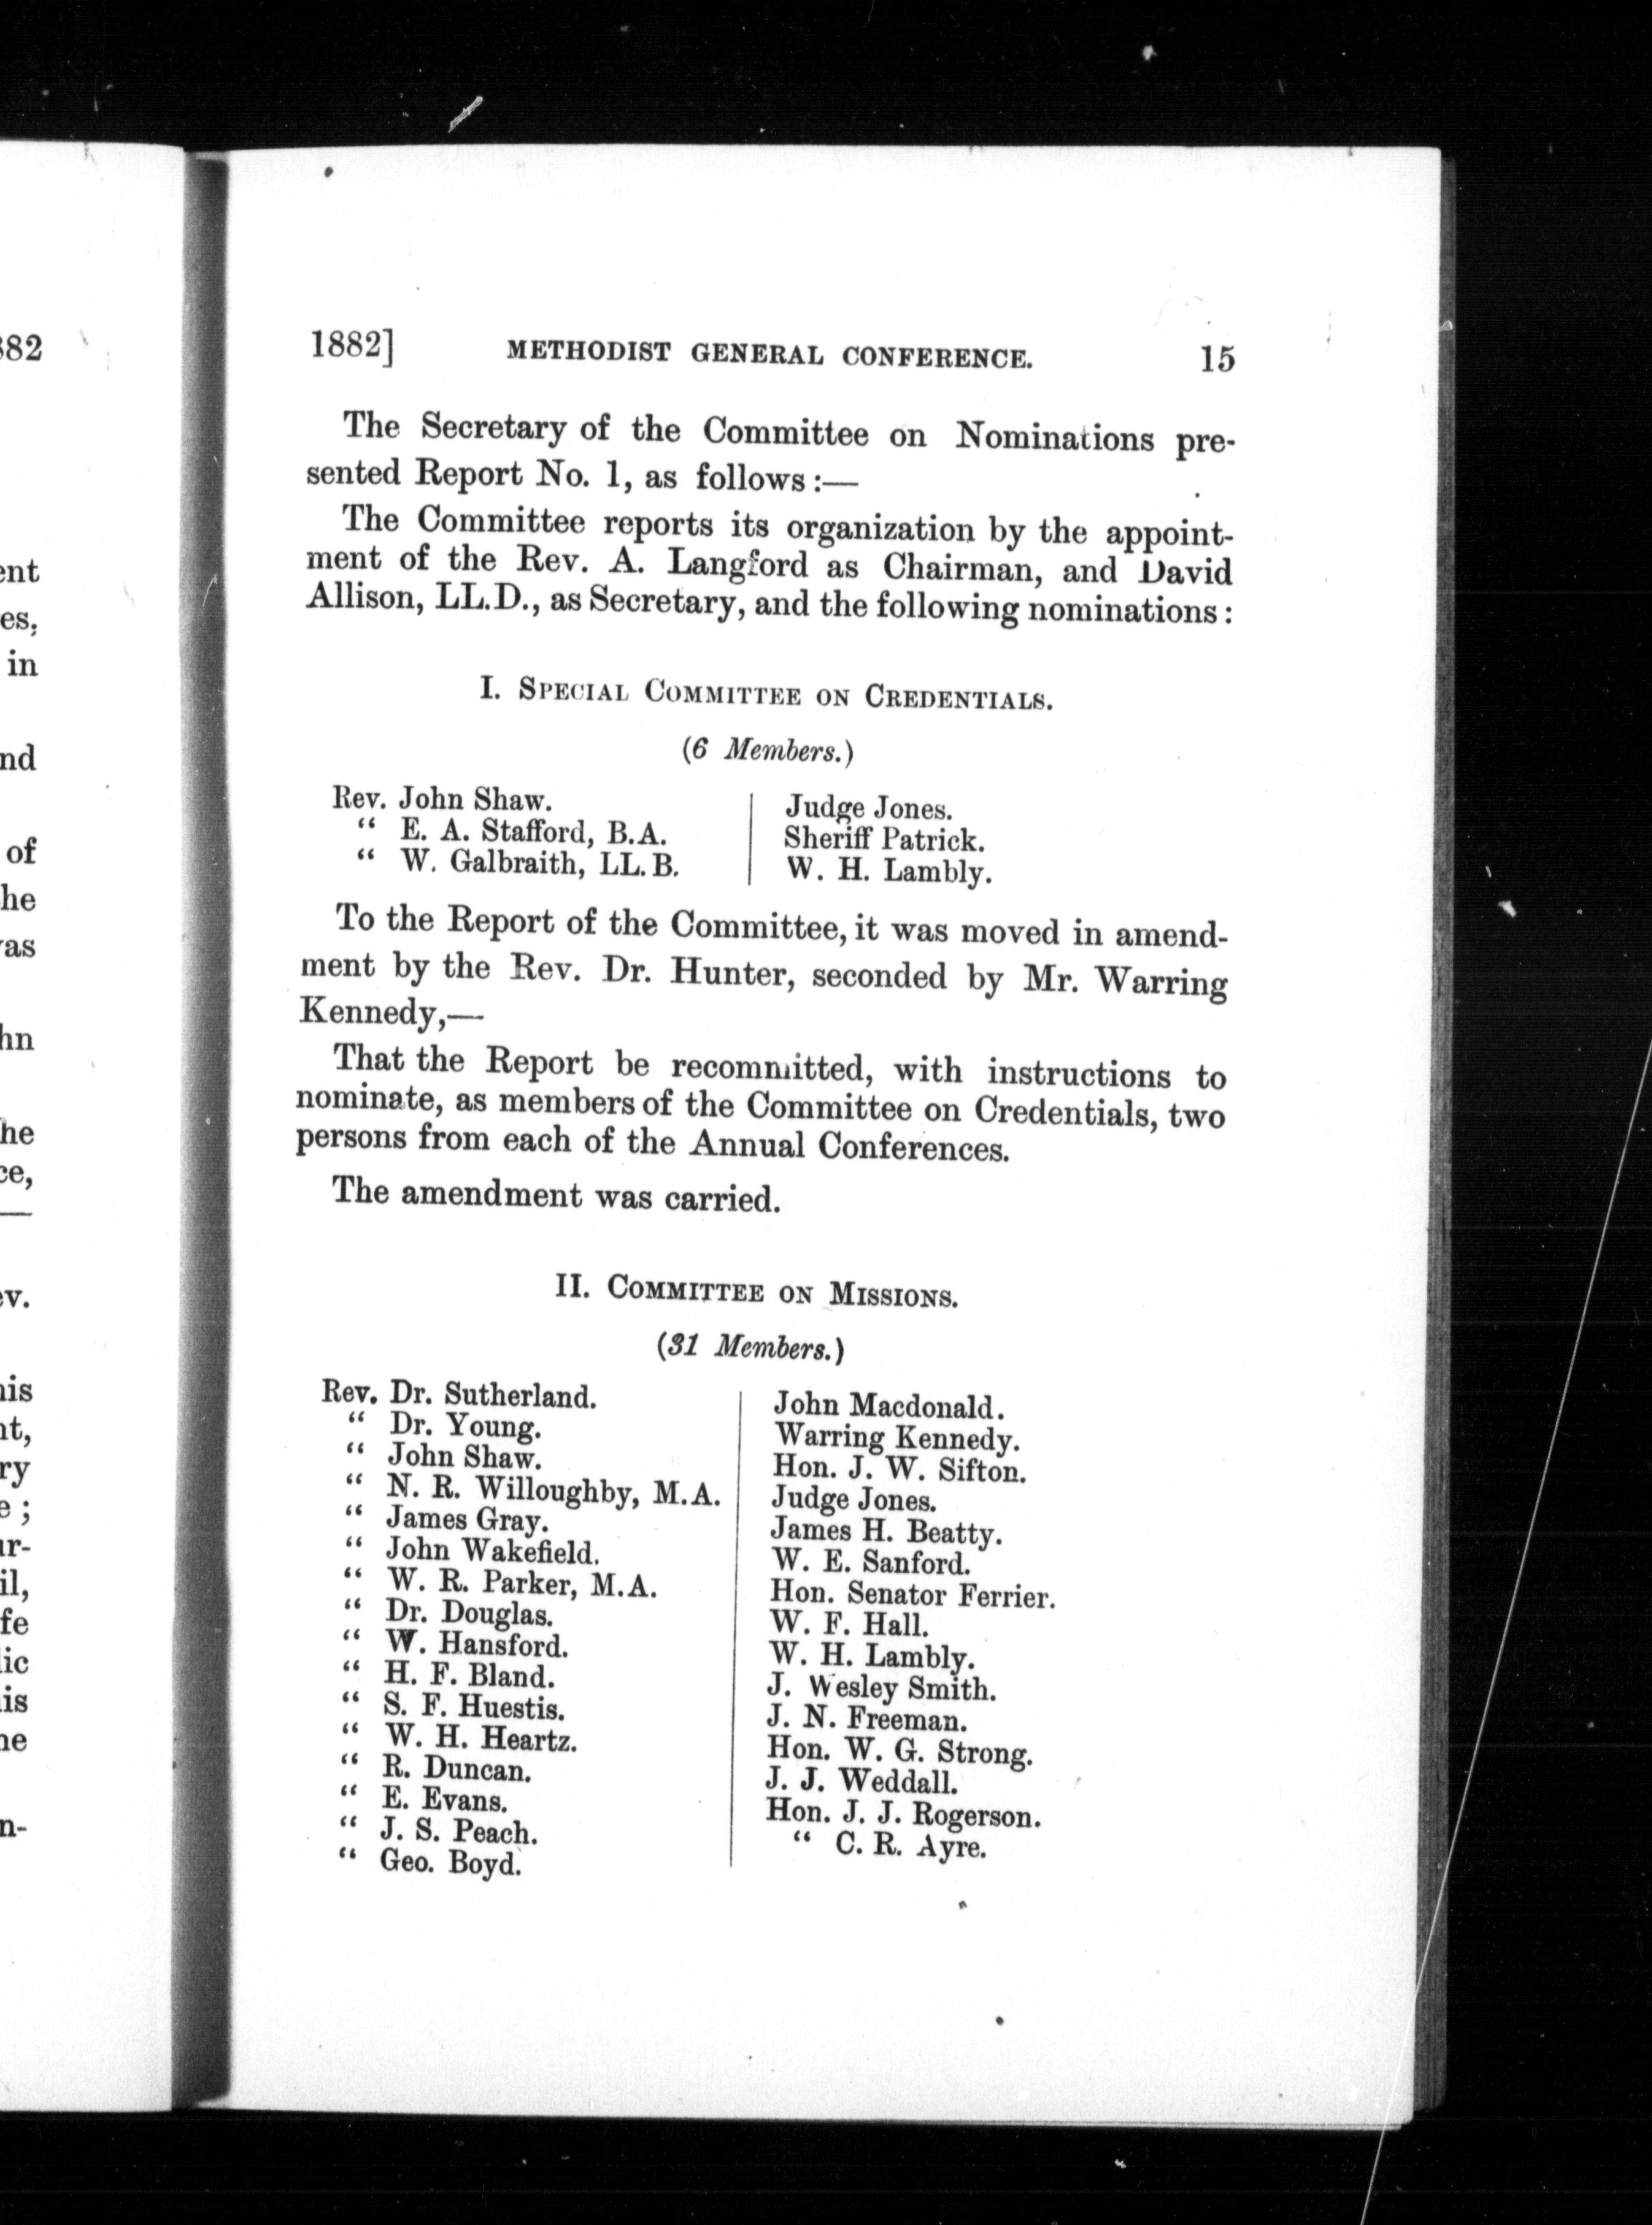 1882] METHODIST GENERAL CONFERENCE. 15
The Secretary of the Committee on Nominations pre-
sented Report No. 1, as follows :—
The Committee reports its organization by the appoint-
ment of the Rev. A. Langford as Chairman, and David
Allison, LL.D., as Secretary, and the following nominations :
I. SPECIAL COMMITTEE ON CREDENTIALS.
(6 Members.)
Rev. John Shaw.
“ E. A. Stafford, B.A.
“ W. Galbraith, LL.B.
Judge Jones.
Sheriff Patrick.
W. H. Lambly.
To the Report of the Committee, it was moved in amend-
ment by the Rev. Dr. Hunter, seconded by Mr. Warring
Kennedy,—
That the Report be recommitted, with instructions to
nominate, as members of the Committee on Credentials, two
persons from each of the Annual Conferences.
The amendment was carried.
II. COMMITTEE ON MISSIONS.
(31 Members.)
Rev. Dr. Sutherland.
“ Dr. Young.
“ John Shaw.
“ N. R. Willoughby, M.A.
“ James Gray.
“ John Wakefield.
“ W. R. Parker, M.A.
“ Dr. Douglas.
“ W. Hansford.
“ H. F. Bland.
“ S. F. Huestis.
“ W. H. Heartz.
“ R. Duncan.
“ E. Evans.
“ J. S. Peach.
“ Geo. Boyd.
John Macdonald.
Warring Kennedy.
Hon. J. W. Sifton.
Judge Jones.
James H. Beatty.
W. E. Sanford.
Hon. Senator Ferrier.
W. F. Hall.
W. H. Lambly.
J. Wesley Smith.
J. N. Freeman.
Hon. W. G. Strong.
J. J. Weddall.
Hon. J. J. Rogerson.
“ C. R. Ayre.